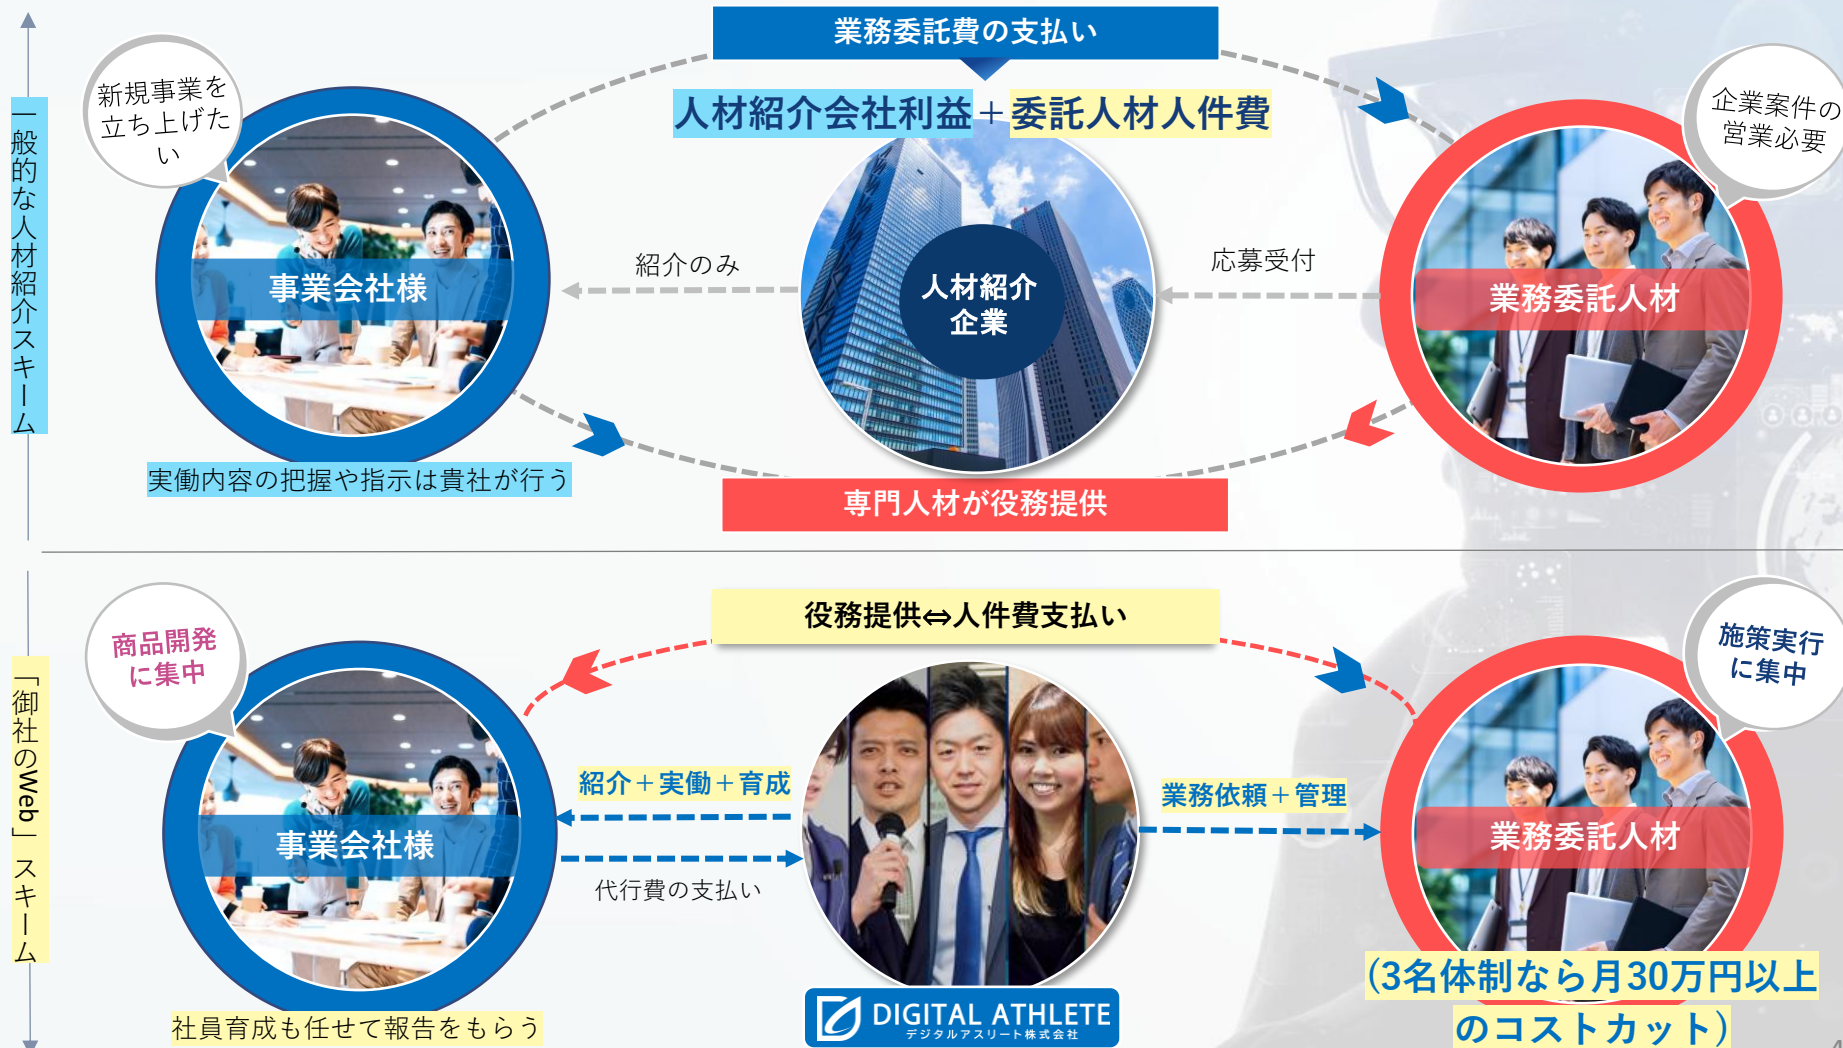 一般的な人材紹介スキーム
業務委託費の支払い
人材紹介会社利益+委託人材人件費
新規事業を
立ち上げた
い
企業案件の
営業必要
事業会社様
紹介のみ
人材紹介
企業
応募受付
業務委託人材
実働内容の把握や指示は貴社が行う
専門人材が役務提供
「御社のWeb」スキーム
役務提供⇔人件費支払い
商品開発
に集中
施策実行
に集中
事業会社様
紹介+実働+育成
代行費の支払い
業務依頼+管理
業務委託人材
社員育成も任せて報告をもらう
DIGITAL ATHLETE
デジタルアスリート株式会社
(3名体制なら月30万円以上
のコストカット)